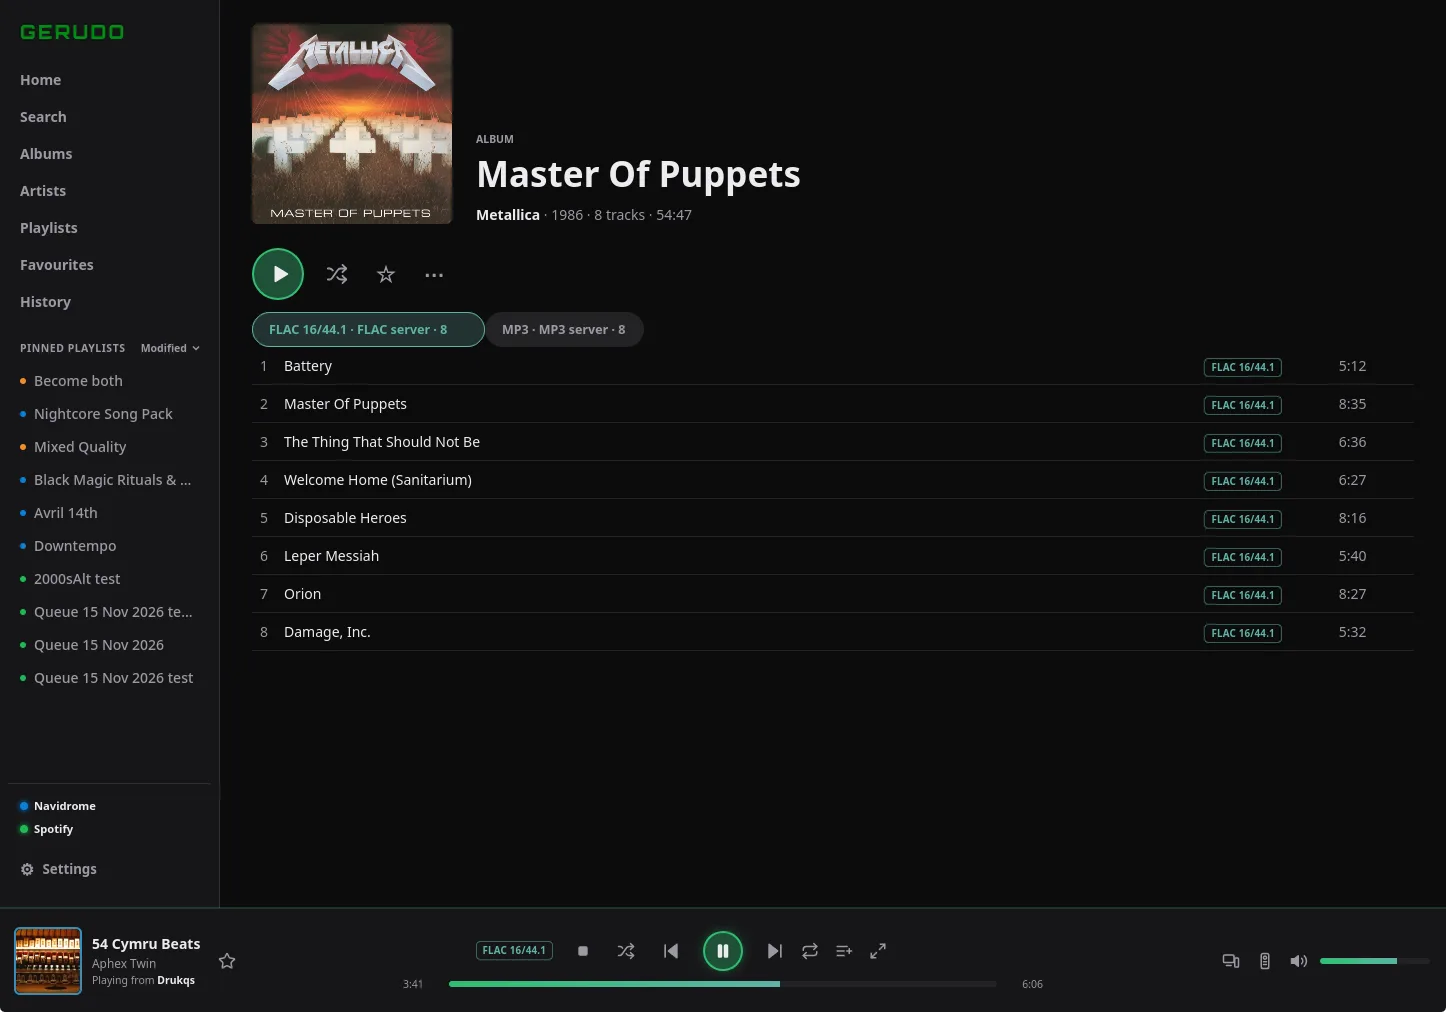 GERUDO
Home
Search
Albums
Artists
Playlists
Favourites
History
PINNED PLAYLISTS Modified
Become both
Nightcore Song Pack
Mixed Quality
Black Magic Rituals & ...
Avril 14th
Downtempo
2000sAlt test
Queue 15 Nov 2026 te...
Queue 15 Nov 2026
Queue 15 Nov 2026 test
Navidrome
Spotify
Settings
METALLICA
MASTER OF PUPPETS
ALBUM
Master Of Puppets
Metallica · 1986 · 8 tracks · 54:47
FLAC 16/44.1 · FLAC server · 8 MP3 · MP3 server · 8
1 Battery FLAC 16/44.1 5:12
2 Master Of Puppets FLAC 16/44.1 8:35
3 The Thing That Should Not Be FLAC 16/44.1 6:36
4 Welcome Home (Sanitarium) FLAC 16/44.1 6:27
5 Disposable Heroes FLAC 16/44.1 8:16
6 Leper Messiah FLAC 16/44.1 5:40
7 Orion FLAC 16/44.1 8:27
8 Damage, Inc. FLAC 16/44.1 5:32
54 Cymru Beats
Aphex Twin
Playing from Drukqs
FLAC 16/44.1
3:41 6:06